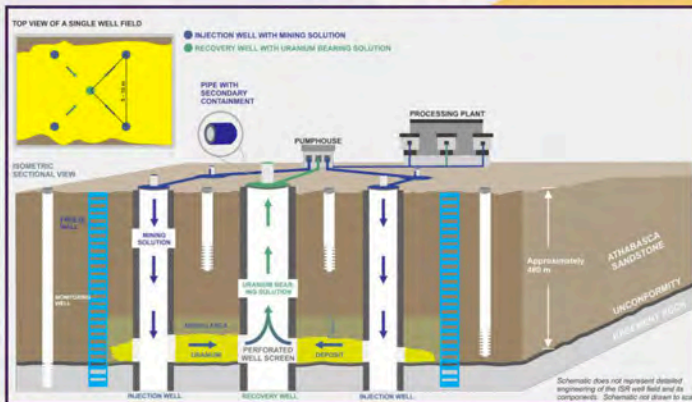 TOP VIEW OF A SINGLE WELL FIELD
INJECTION WELL WITH MINING SOLUTION
RECOVERY WELL WITH URANIUM BEARING SOLUTION
PIPE WITH
SECONDARY
CONTAINMENT
PROCESSING PLANT
PUMPHOUSE
ISOMETRIC
SECTIONAL VIEW
FREEZE
WELL
MINING
SOLUTION
Approximately
ATHABASCA
SANDSTONE
URANIUM BEAR-
ING SOLUTION
MONITORING
WELL
UNCONFORMITY
BASEMENT ROCK
URANIUM
PERFORATED
WELL SCREEN
DEPOSIT
INJECTION WELL
RECOVERY WELL
INJECTION WELL
Schematic does not represent detailed
engineering of the ISR well field and its
components. Schematic not drawn to